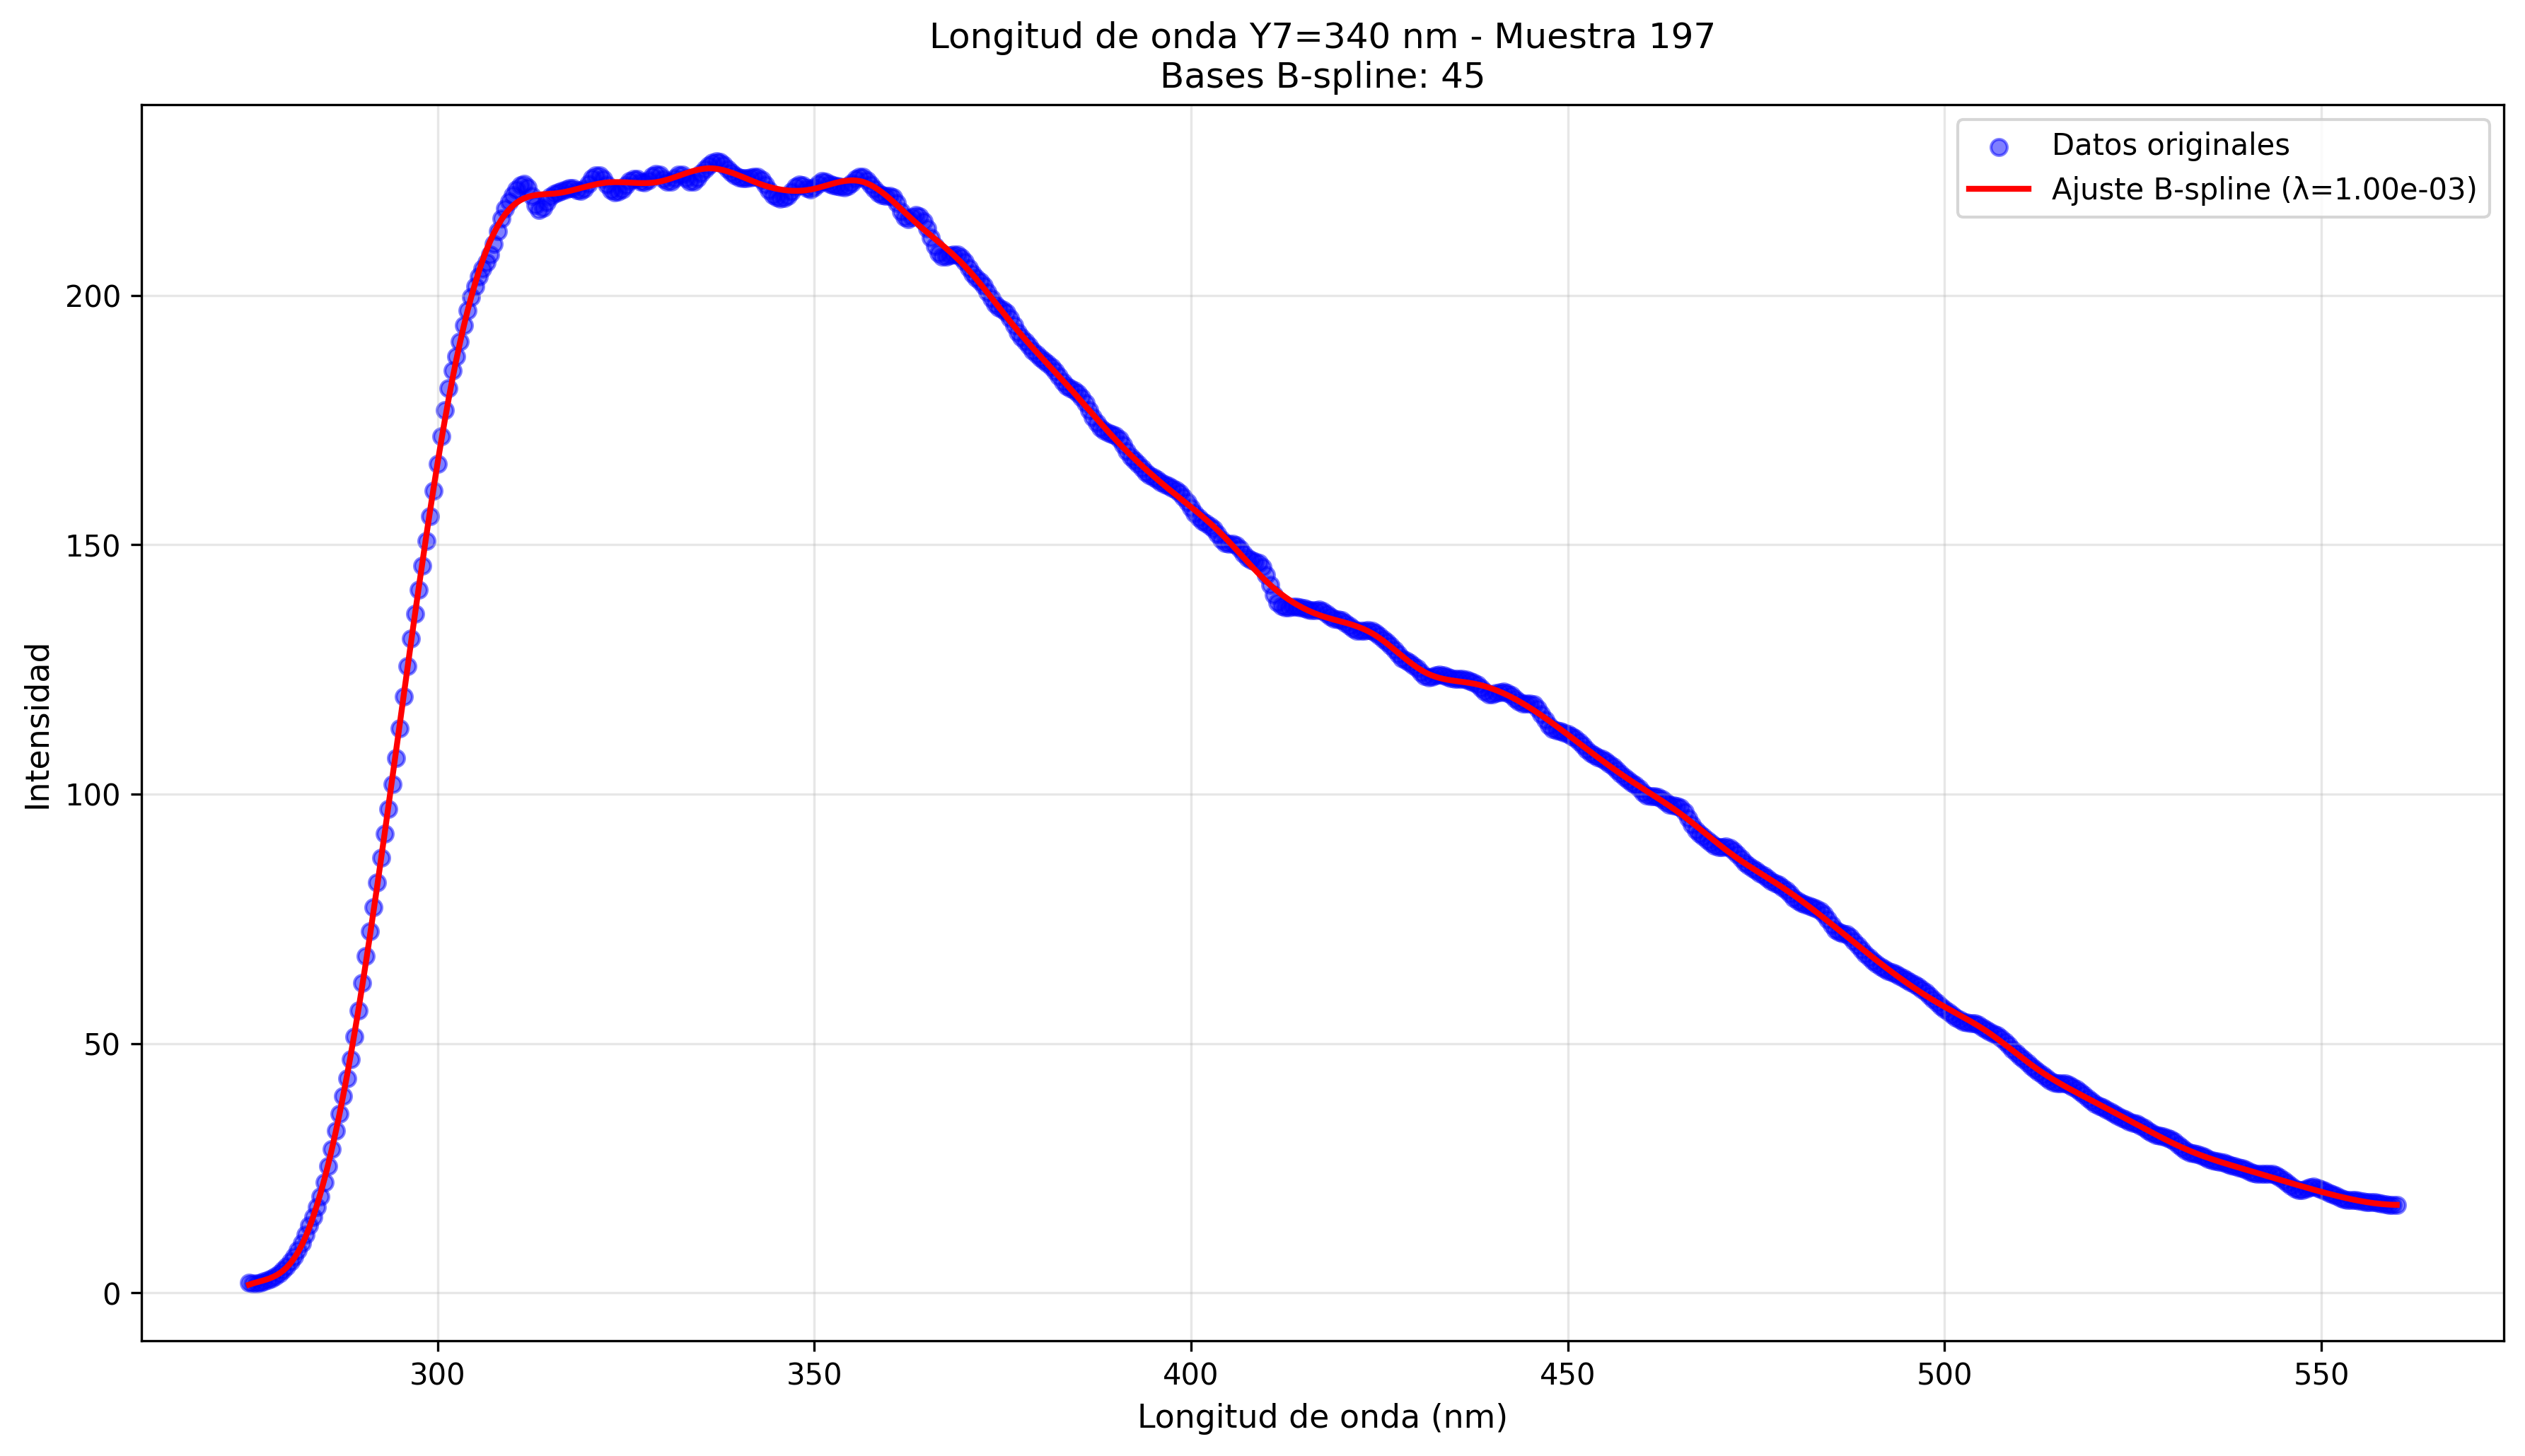 Longitud de onda Y7=340 nm - Muestra 197
Bases B-spline: 45
Datos originales
Ajuste B-spline (λ=1.00e-03)
Intensidad
200
150
100
50
0
300 350 400 450 500 550
Longitud de onda (nm)